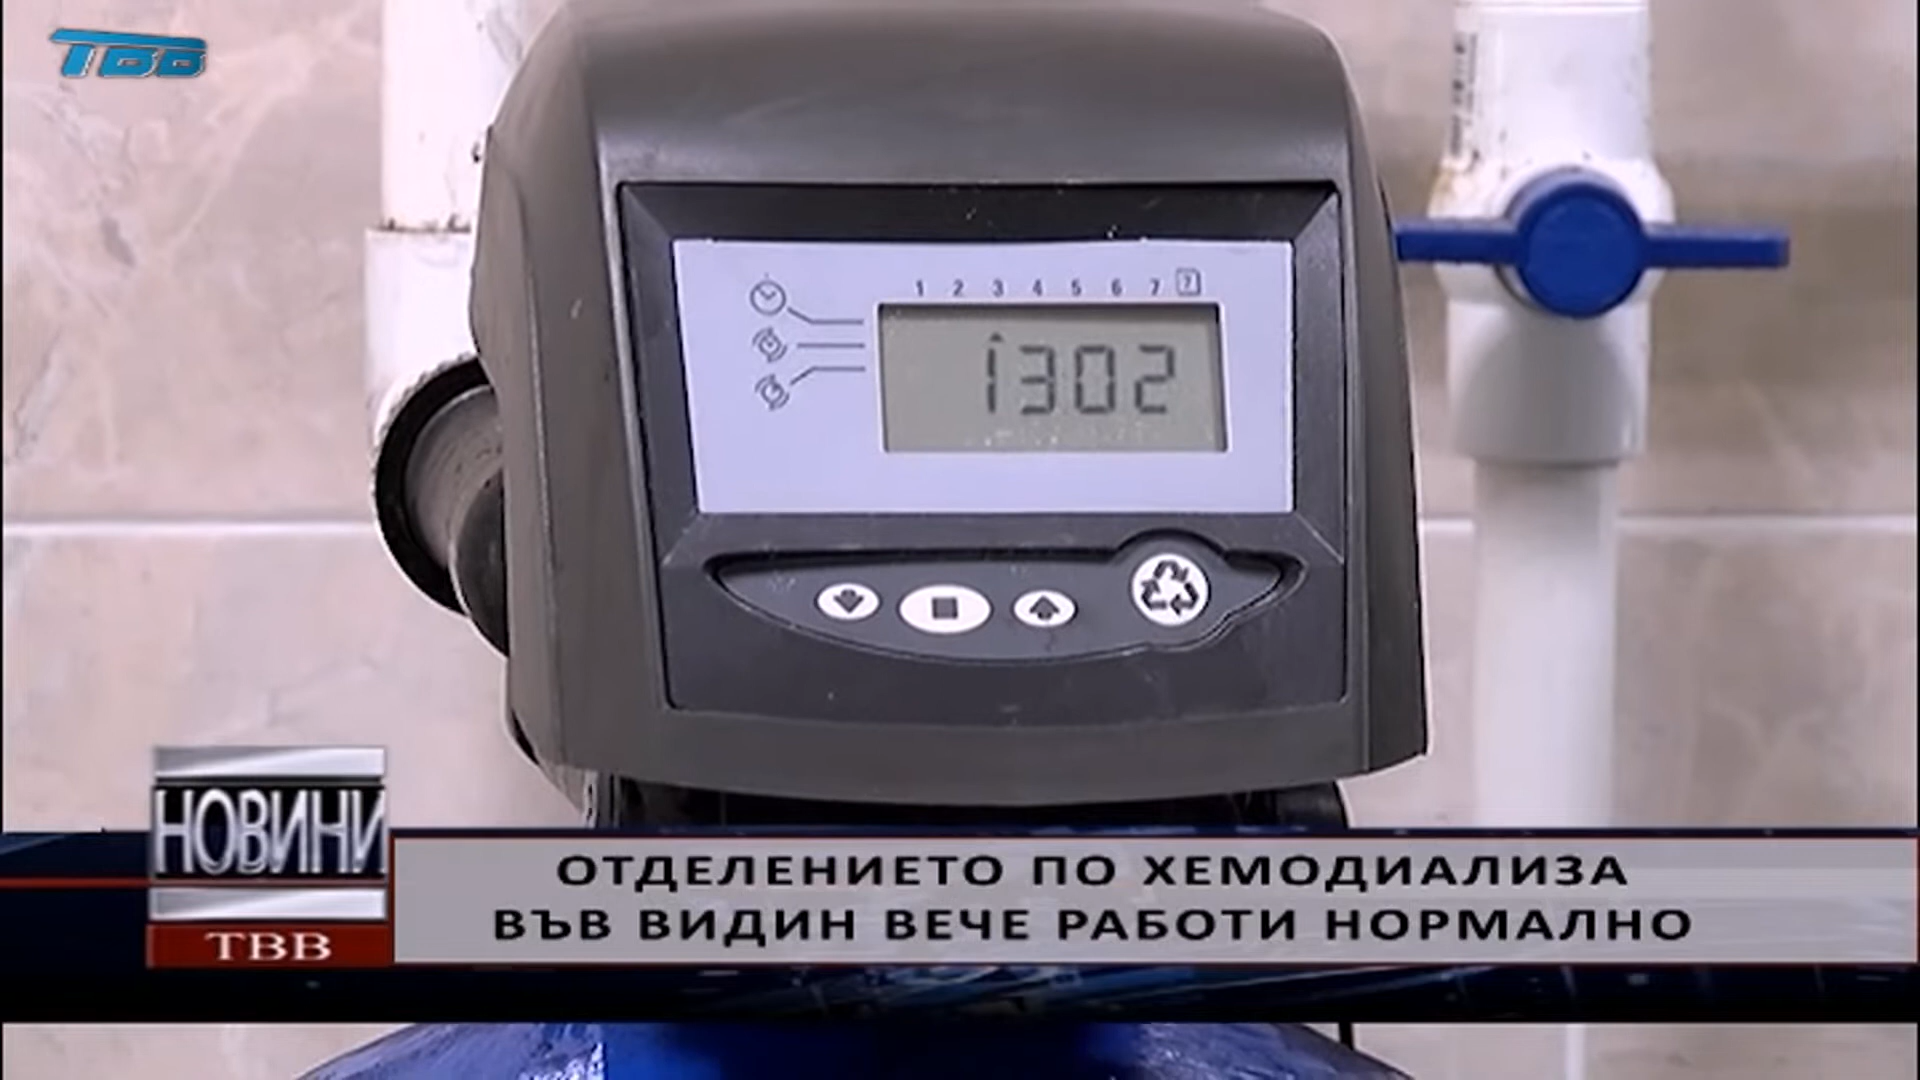 ТВВ
1 2 3 4 5 6 7 7
1302
НОВИНИ
ТВВ
ОТДЕЛЕНИЕТО ПО ХЕМОДИАЛИЗА
ВЪВ ВИДИН ВЕЧЕ РАБОТИ НОРМАЛНО